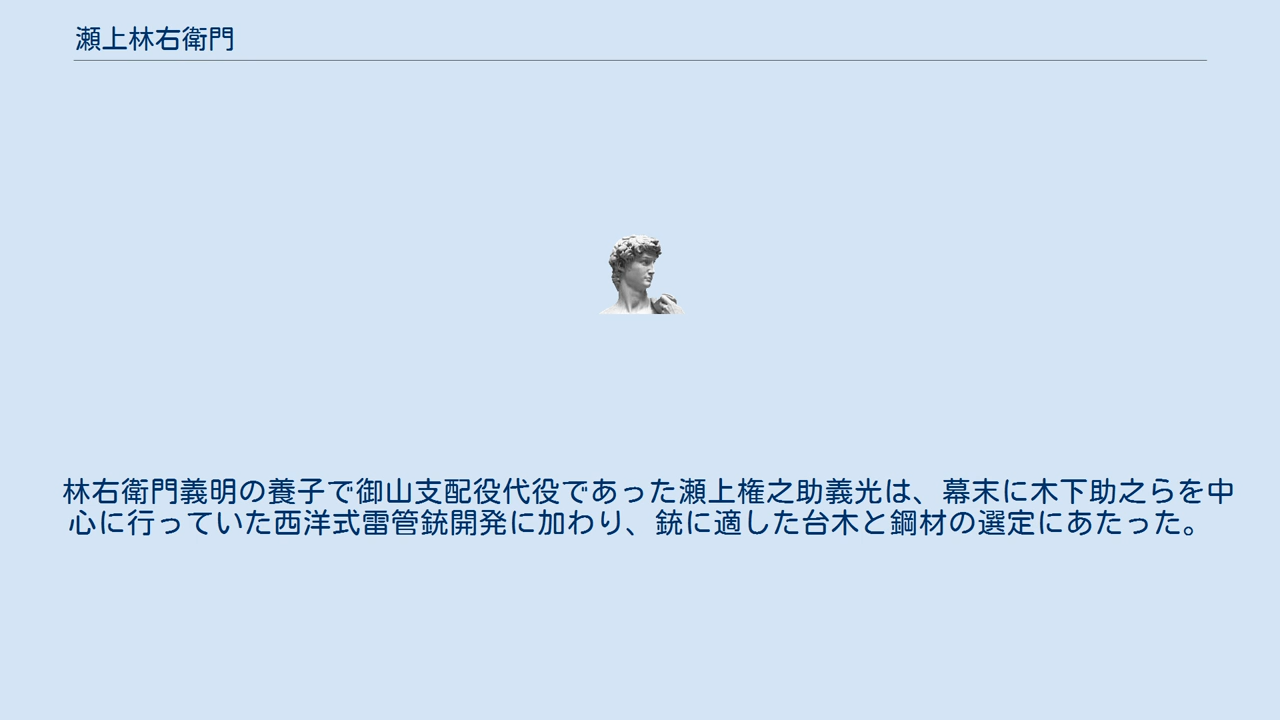 瀬上林右衛門
林右衛門義明の養子で御山支配役代役であった瀬上権之助義光は、幕末に木下助之らを中
心に行っていた西洋式雷管銃開発に加わり、銃に適した台木と鋼材の選定にあたった。